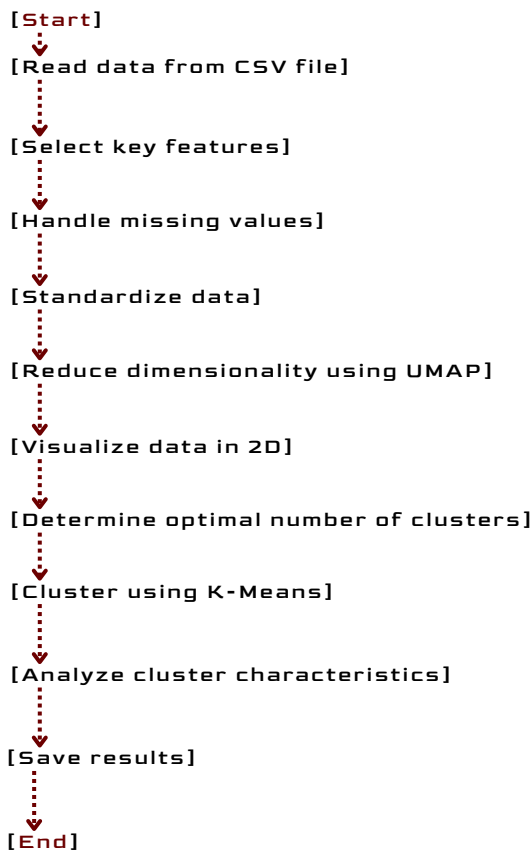 [Start]
[Read data from CSV file]
[Select key features]
[Handle missing values]
[Standardize data]
[Reduce dimensionality using UMAP]
[Visualize data in 2D]
[Determine optimal number of clusters]
[Cluster using K-Means]
[Analyze cluster characteristics]
[Save results]
[End]